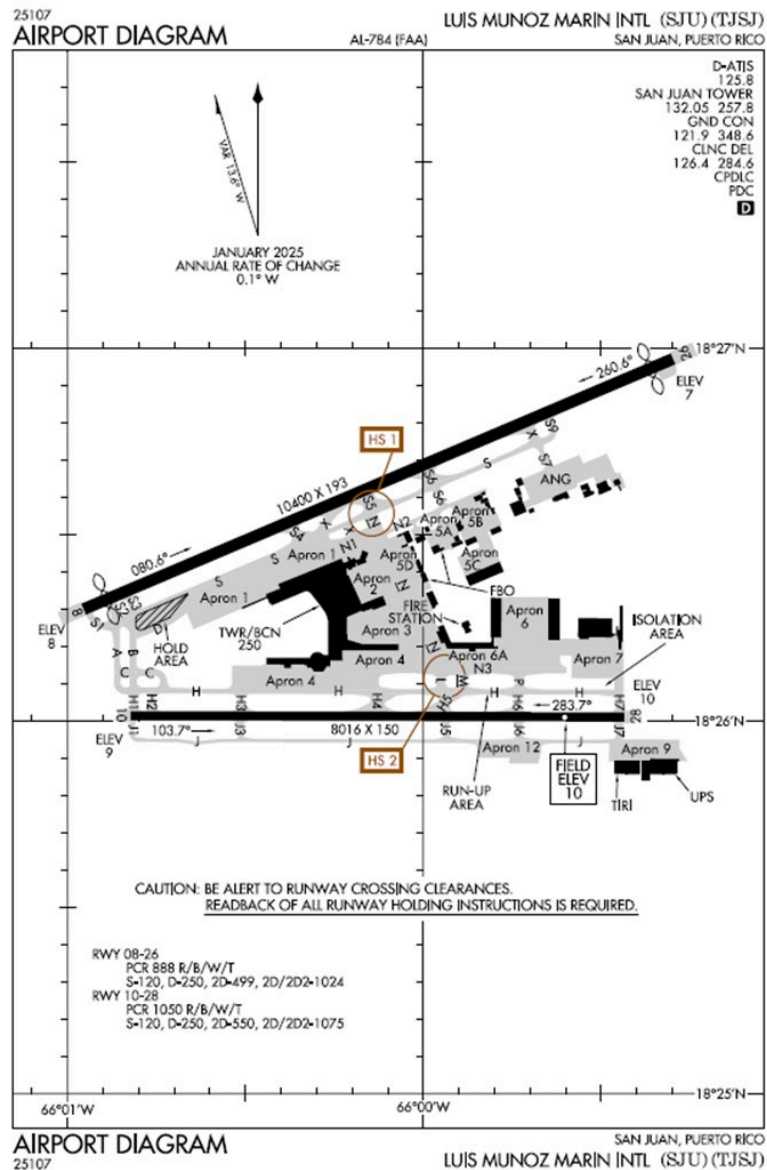 25107
AIRPORT DIAGRAM
AL-784 (FAA)
LUIS MUNOZ MARIN INTL (SJU) (TJSJ)
SAN JUAN, PUERTO RICO
D-ATIS
125.8
SAN JUAN TOWER
132.05 257.8
GND CON
121.9 348.6
CLNC DEL
126.4 284.6
CPDLC
PDC
D
VAR 13.6° W
JANUARY 2025
ANNUAL RATE OF CHANGE
0.1° W
18°27'N
26
260.6°
ELEV
7
HS 1
S9
X
S7
S
S6
S6
ANG
10400 X 193
S5
N
N2
Apron
5A
Apron
5B
S4
X
X
N1
Apron 1
Apron
5D
Apron
5C
080.6°
S
S
Apron
2
N
FBO
Apron 1
8
S1
S2
S3
D
HOLD
AREA
ELEV
8
TWR/BCN
250
FIRE
STATION
Apron
6
ISOLATION
AREA
Apron 3
N
A
B
C
C
Apron 4
Apron 4
Apron 6A
N3
Apron 7
L
M
P
H
H
H
H1
H2
H3
H4
H5
H6
H7
ELEV
10
283.7°
10
28
18°26'N
103.7°
8016 X 150
J1
J3
J5
J6
J7
J
J
J
ELEV
9
HS 2
Apron 12
Apron 9
FIELD
ELEV
10
RUN-UP
AREA
TIRI
UPS
CAUTION: BE ALERT TO RUNWAY CROSSING CLEARANCES.
READBACK OF ALL RUNWAY HOLDING INSTRUCTIONS IS REQUIRED.
RWY 08-26
PCR 888 R/B/W/T
S-120, D-250, 2D-499, 2D/2D2-1024
RWY 10-28
PCR 1050 R/B/W/T
S-120, D-250, 2D-550, 2D/2D2-1075
18°25'N
66°01'W
66°00'W
AIRPORT DIAGRAM
25107
SAN JUAN, PUERTO RICO
LUIS MUNOZ MARIN INTL (SJU) (TJSJ)